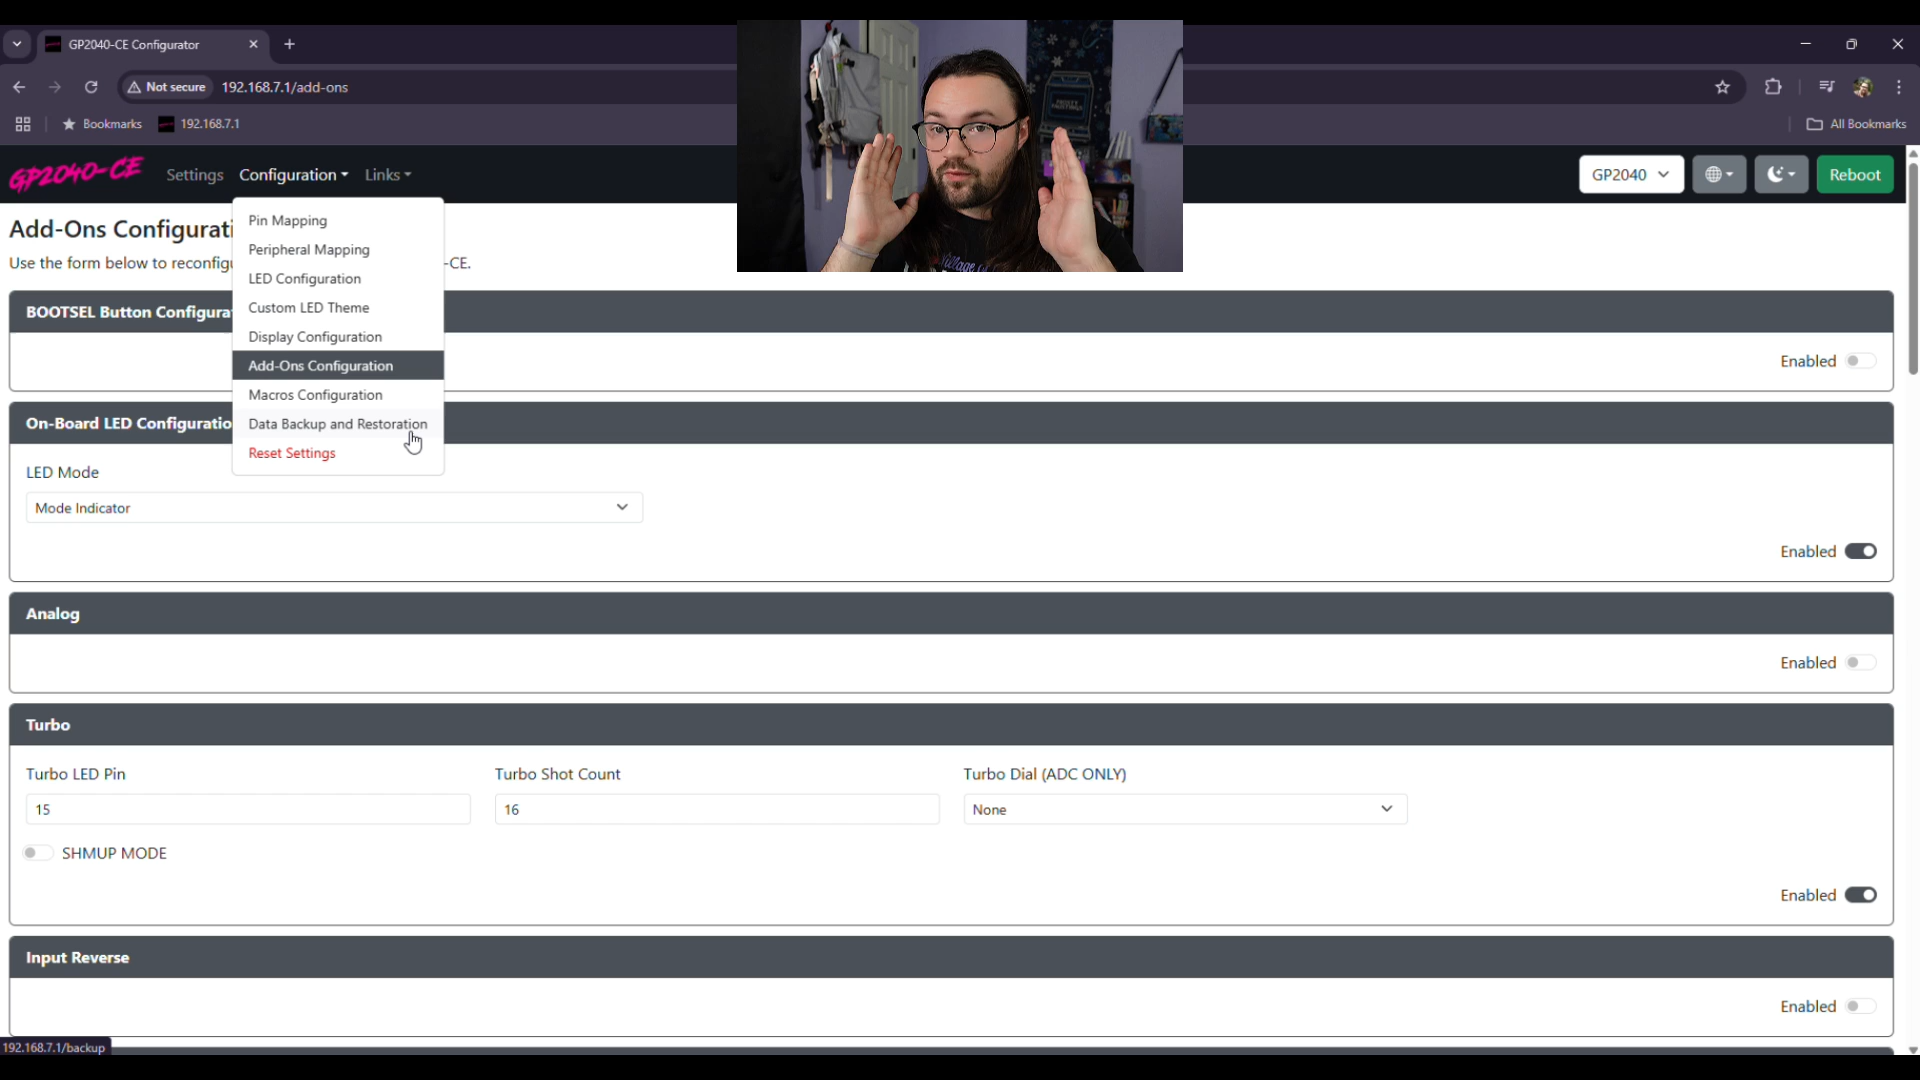 GP2040-CE Configurator
Not secure
192.168.7.1/add-ons
Bookmarks
192.168.7.1
All Bookmarks
GP2040-CE
Settings
Configuration
Links
GP2040
Reboot
Add-Ons Configurati
Use the form below to reconfigu
-CE.
Pin Mapping
Peripheral Mapping
LED Configuration
Custom LED Theme
Display Configuration
Add-Ons Configuration
Macros Configuration
Data Backup and Restoration
Reset Settings
BOOTSEL Button Configura
Enabled
On-Board LED Configuratio
LED Mode
Mode Indicator
Enabled
Analog
Enabled
Turbo
Turbo LED Pin
Turbo Shot Count
Turbo Dial (ADC ONLY)
15
16
None
SHMUP MODE
Enabled
Input Reverse
Enabled
192.168.7.1/backup